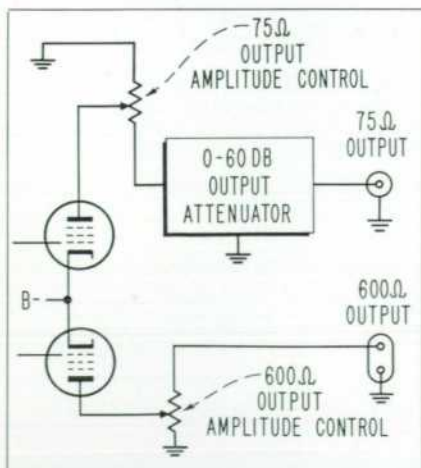 75Ω
OUTPUT
AMPLITUDE CONTROL
75Ω
OUTPUT
0-60 DB
OUTPUT
ATTENUATOR
B-
600Ω
OUTPUT
600Ω
OUTPUT
AMPLITUDE CONTROL